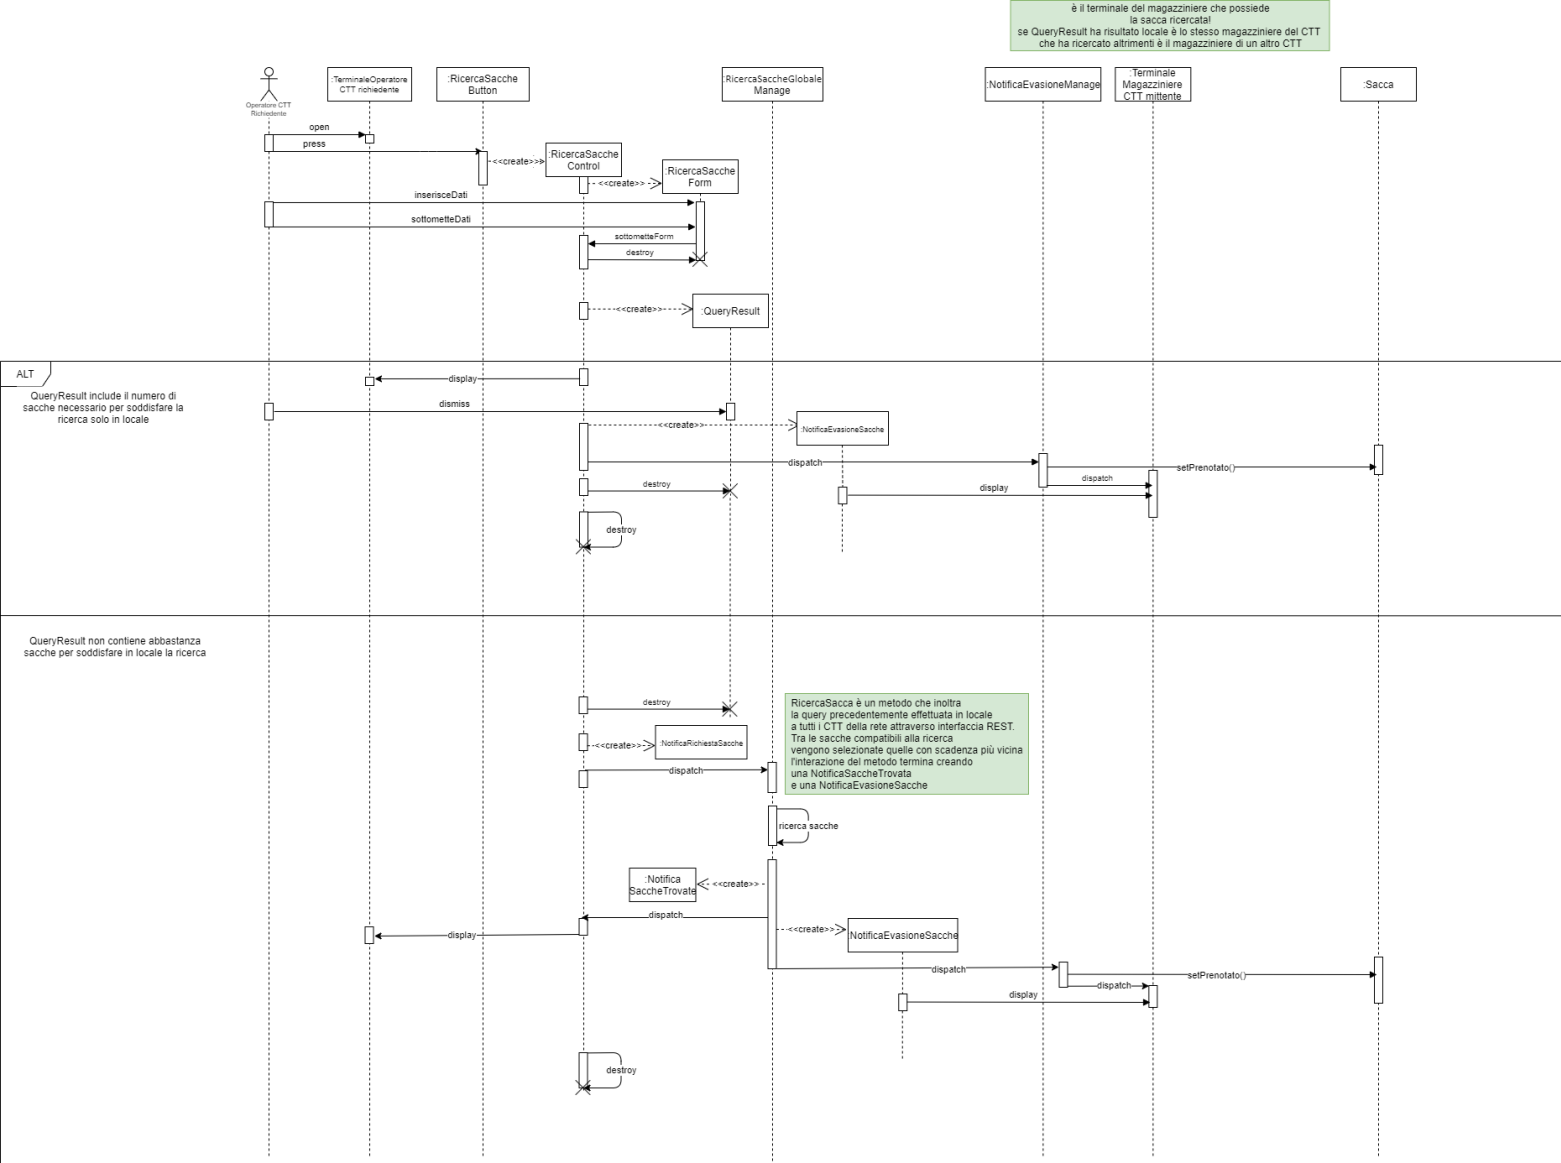 è il terminale del magazziniere che possiede
la sacca ricercata!
se QueryResult ha risultato locale è lo stesso magazziniere del CTT
che ha ricercato altrimenti è il magazziniere di un altro CTT
Operatore CTT
Richiedente
:TerminaleOperatore
CTT richiedente
:RicercaSacche
Button
:RicercaSaccheGlobale
Manage
:NotificaEvasioneManage
:Terminale
Magazziniere
CTT mittente
:Sacca
open
press
<<create>>
:RicercaSacche
Control
<<create>>
:RicercaSacche
Form
inserisceDati
sottometteDati
sottometteForm
destroy
<<create>>
:QueryResult
ALT
QueryResult include il numero di
sacche necessario per soddisfare la
ricerca solo in locale
display
dismiss
<<create>>
:NotificaEvasioneSacche
dispatch
setPrenotato()
dispatch
destroy
display
destroy
QueryResult non contiene abbastanza
sacche per soddisfare in locale la ricerca
destroy
RicercaSacca è un metodo che inoltra
la query precedentemente effettuata in locale
a tutti i CTT della rete attraverso interfaccia REST.
Tra le sacche compatibili alla ricerca
vengono selezionate quelle con scadenza più vicina
l'interazione del metodo termina creando
una NotificaSaccheTrovata
e una NotificaEvasioneSacche
<<create>>
:NotificaRichiestaSacche
dispatch
ricerca sacche
:Notifica
SaccheTrovate
<<create>>
dispatch
<<create>>
NotificaEvasioneSacche
display
dispatch
setPrenotato()
dispatch
display
destroy